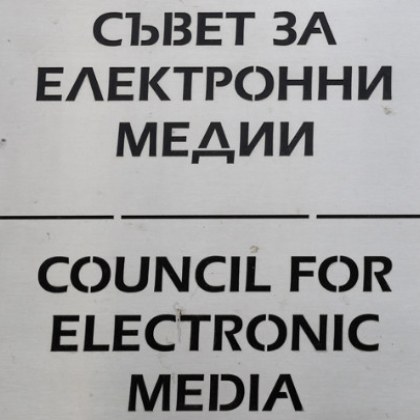 СЪВЕТ ЗА
ЕЛЕКТРОННИ
МЕДИИ
COUNCIL FOR
ELECTRONIC
MEDIA